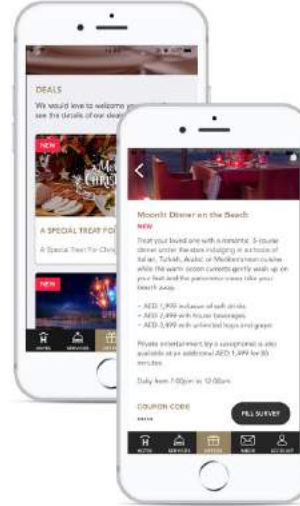 DEALS
We would love to welcome
see the details of our
NEW
CHRIST
A SPECIAL TREAT FO
A Special Treat For Chri
NEW
HOTEL
SERVICES
Moonlit Dinner on the Beach
NEW
Treat your loved one with a romantic 5-course
dinner under the stars indulging in a choice of
Italian, Turkish, Arabic or Mediterranean cuisine
while the warm ocean currents gently wash up on
your feet and the panoramic views take your
breath away.
- AED 1,999 inclusive of soft drinks
- AED 2,499 with house beverages
- AED 3,499 with unlimited hops and grapes
Private entertainment by a saxophonist is also
available at an additional AED 1,499 for 30
minutes.
Daily from 7:00pm to 12:00am
COUPON CODE
FILL SURVEY
HOTEL
SERVICES
OFFERS
INBOX
ACCOUNT